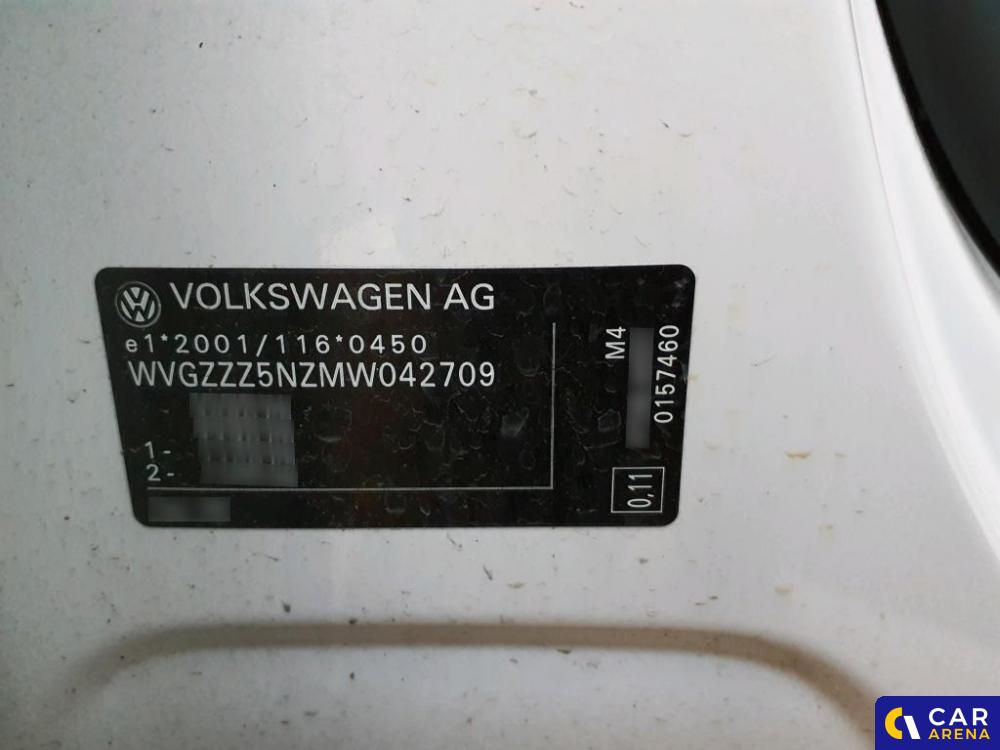 VOLKSWAGEN AG
e1*2001/116*0450
WVGZZZ5NZMW042709
1-
2-
M4
0157460
0,11
CAR
ARENA